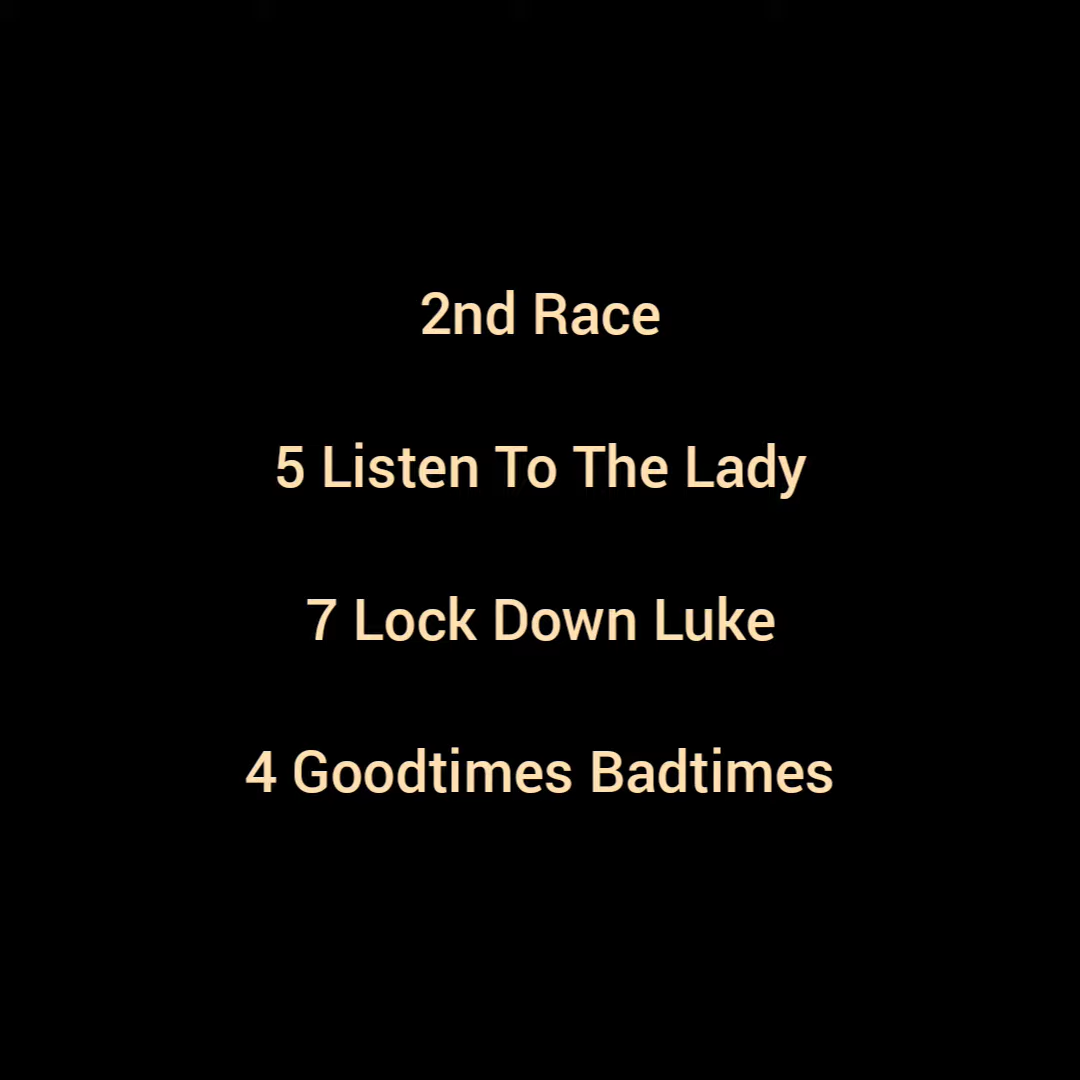 2nd Race
5 Listen To The Lady
7 Lock Down Luke
4 Goodtimes Badtimes